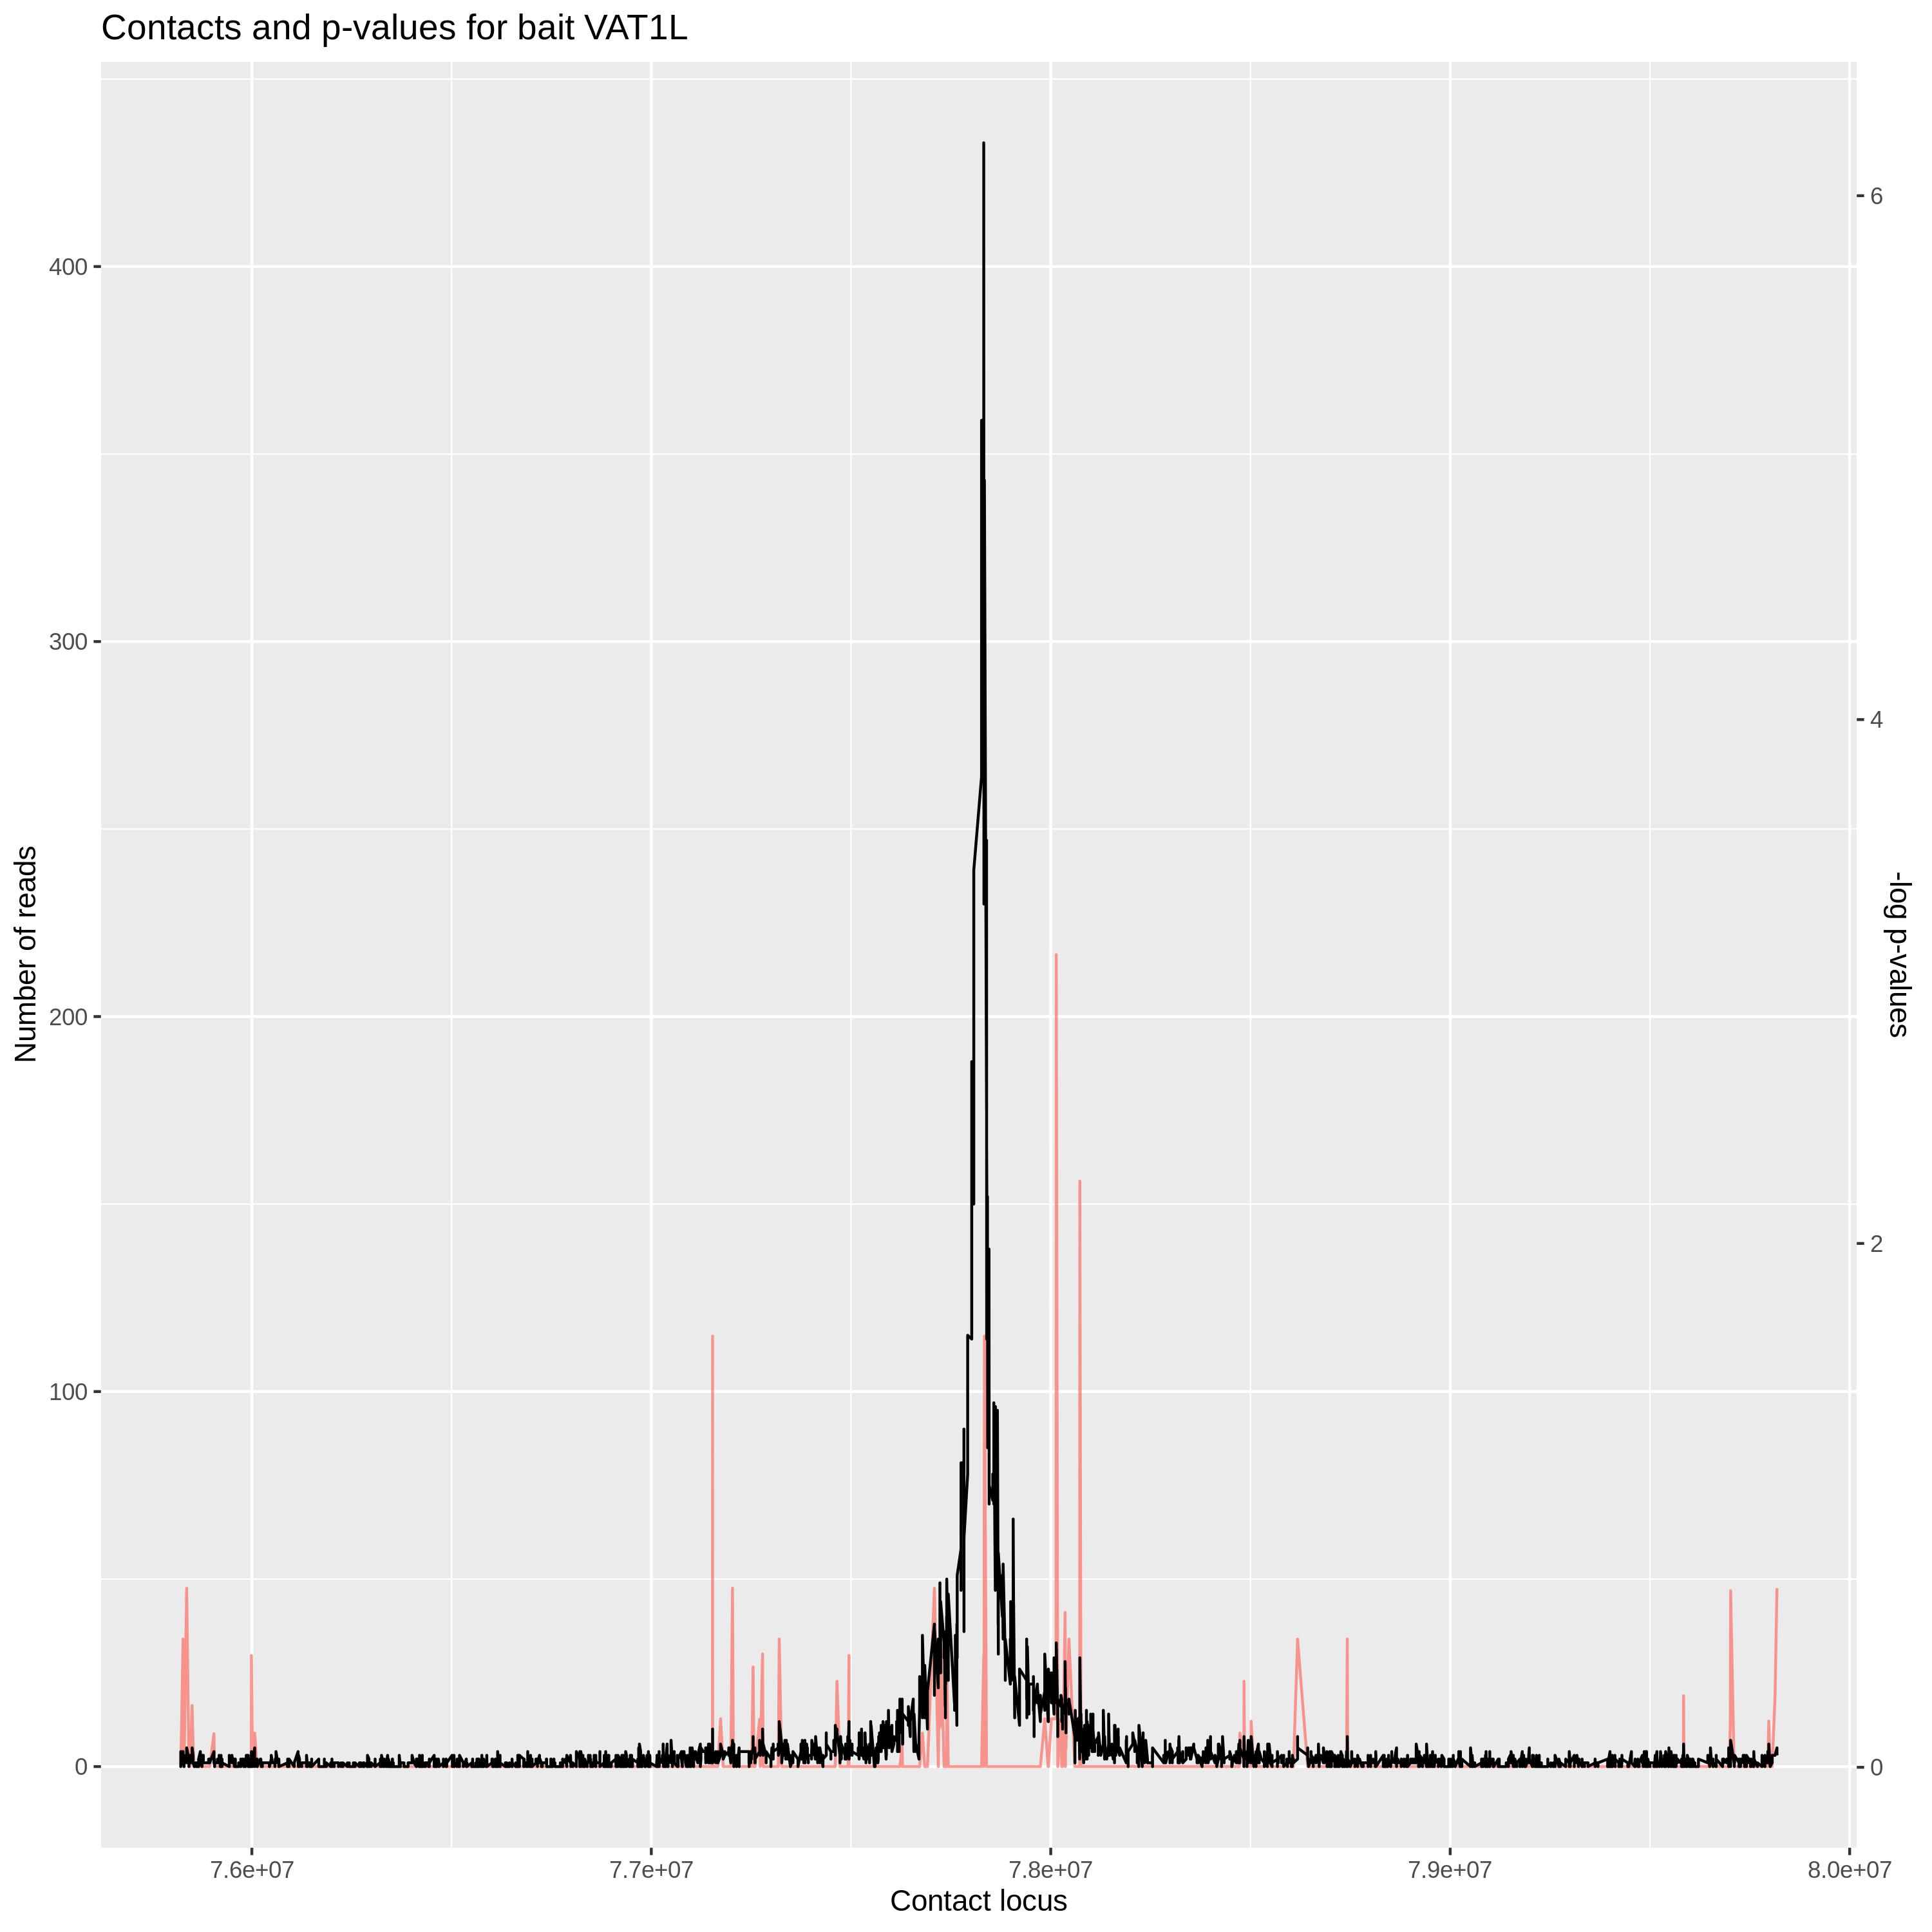 Contacts and p-values for bait VAT1L
400
300
200
100
0
Number of reads
6
4
2
0
-log p-values
7.6e+07
7.7e+07
7.8e+07
7.9e+07
8.0e+07
Contact locus